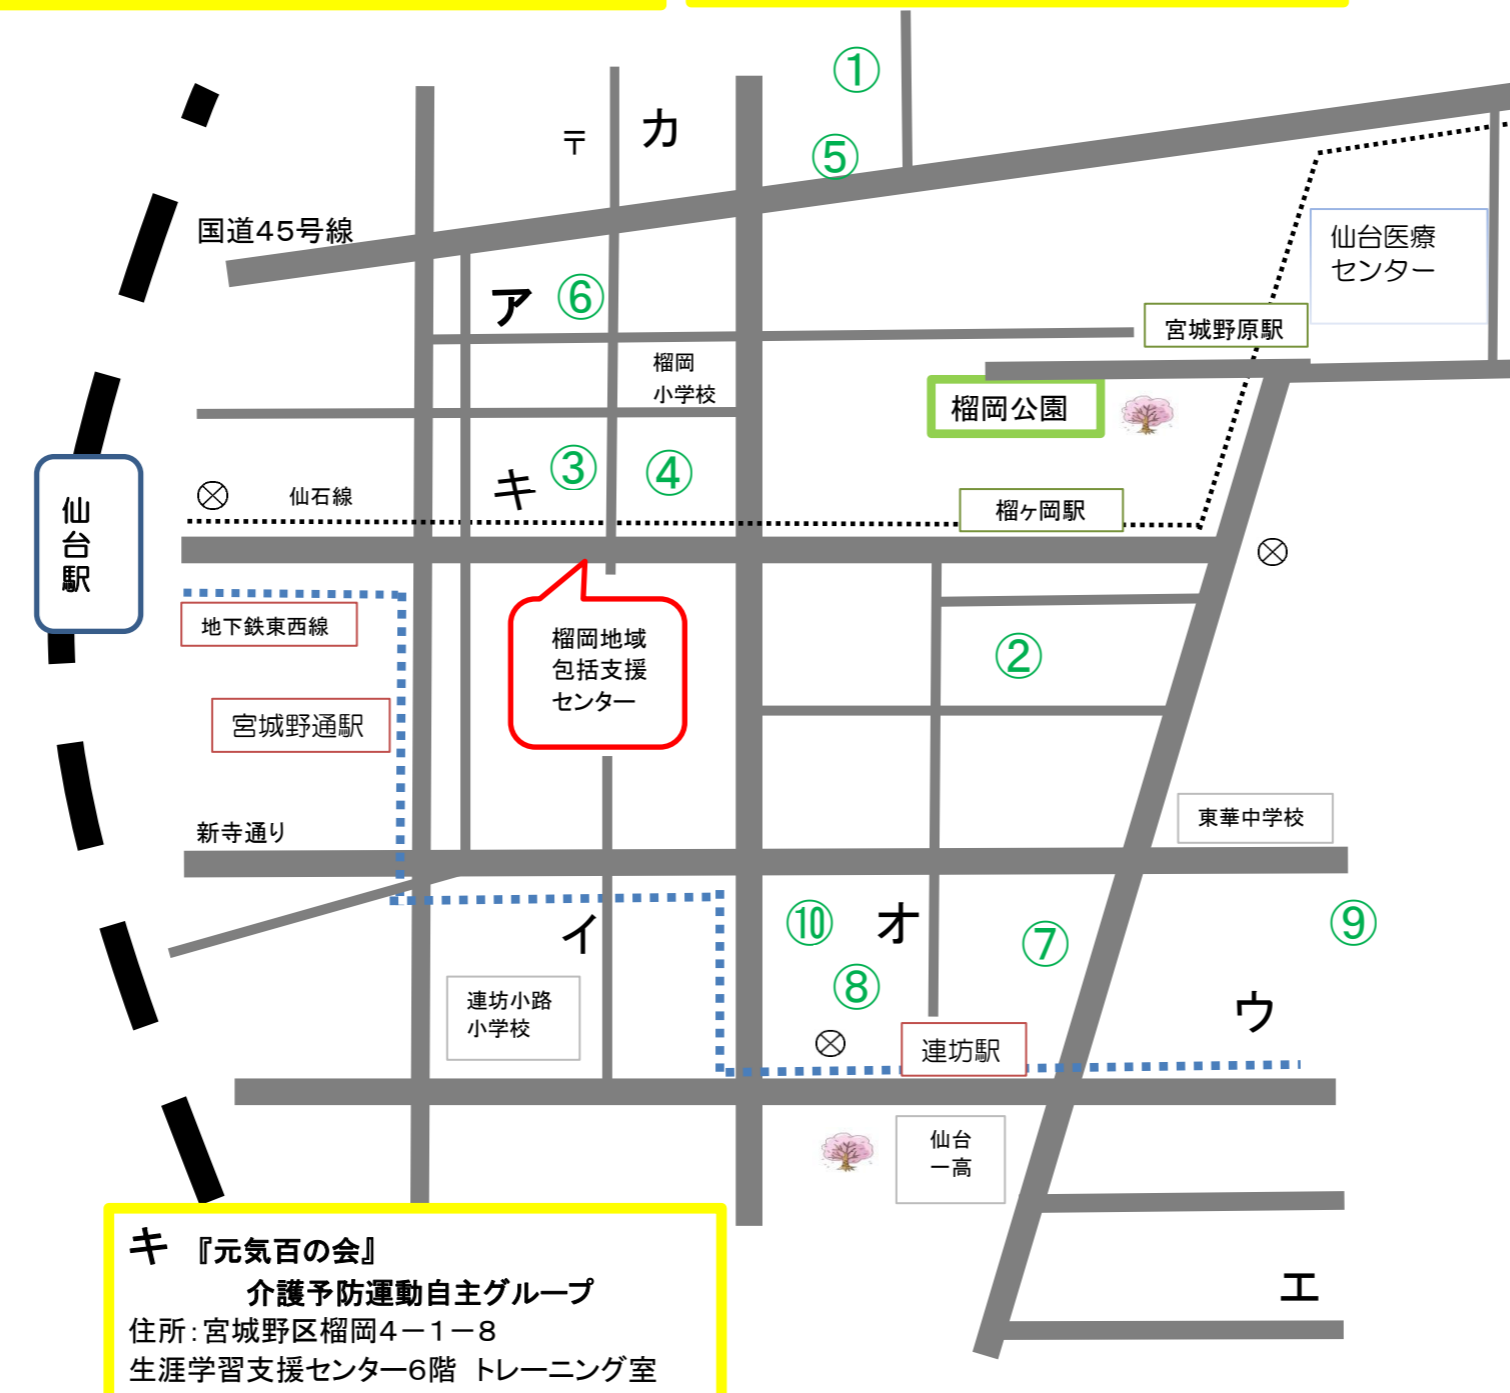 ①
〒
カ
⑤
国道45号線
仙台医療
センター
ア
⑥
宮城野原駅
榴岡
小学校
榴岡公園
③
④
キ
仙石線
仙台駅
榴ヶ岡駅
地下鉄東西線
榴岡地域
包括支援
センター
②
宮城野通駅
新寺通り
東華中学校
⑩
オ
⑦
⑨
イ
⑧
連坊小路
小学校
ウ
連坊駅
仙台
一高
エ
キ 『元気百の会』
介護予防運動自主グループ
住所：宮城野区榴岡4－1－8
生涯学習支援センター6階 トレーニング室